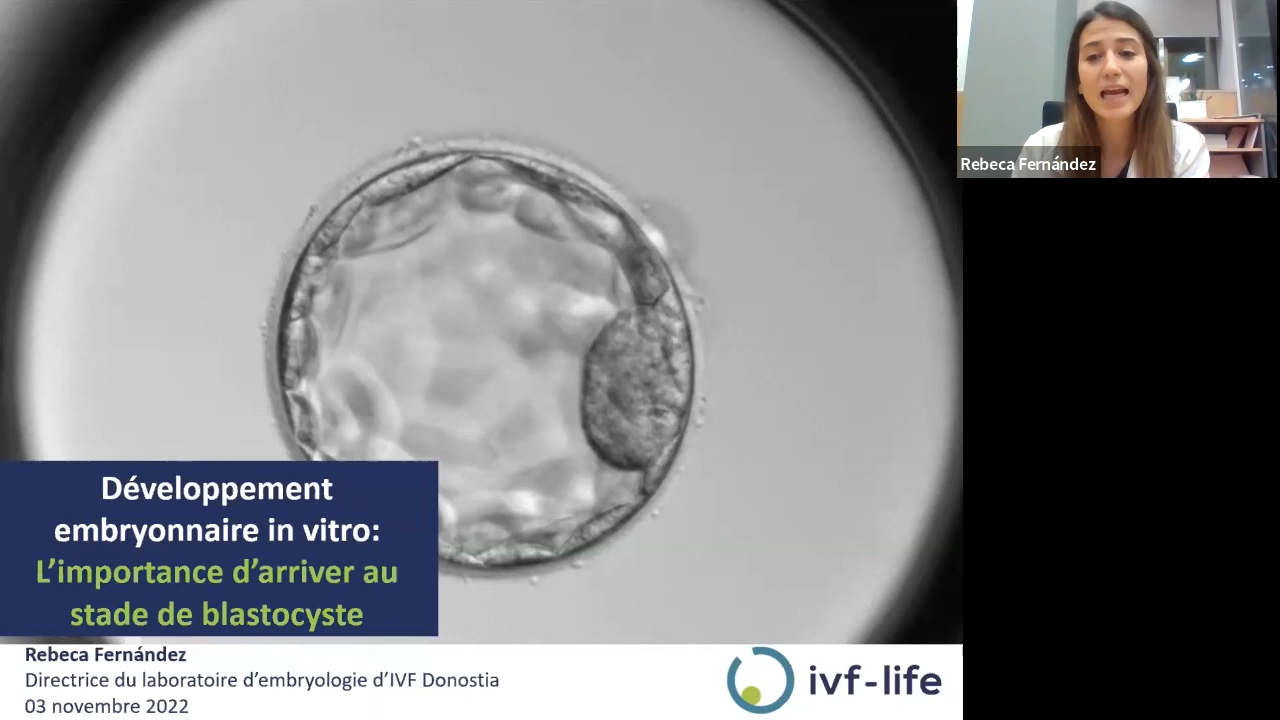 Rebeca Fernández
Développement
embryonnaire in vitro:
L’importance d’arriver au
stade de blastocyste
Rebeca Fernández
Directrice du laboratoire d’embryologie d’IVF Donostia
03 novembre 2022
ivf-life